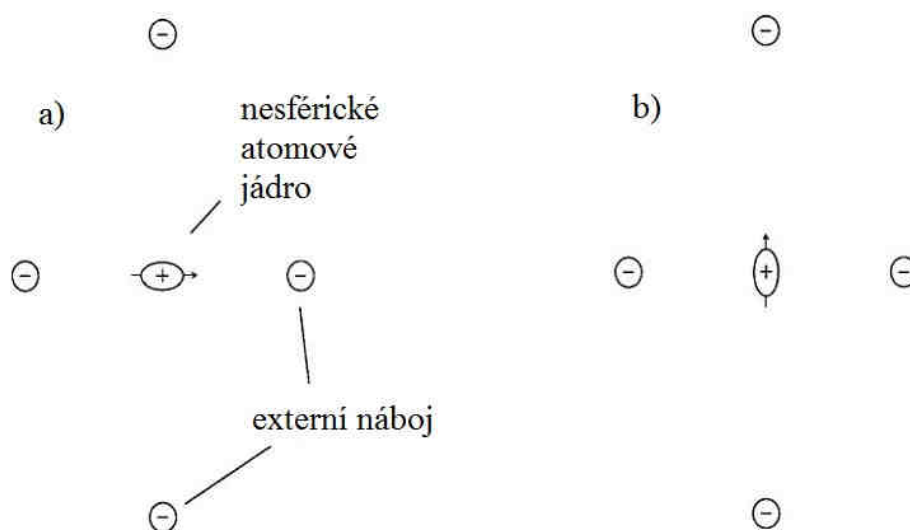 a)
nesférické
atomové
jádro
b)
−
−
−
+
−
−
+
−
externí náboj
−
−